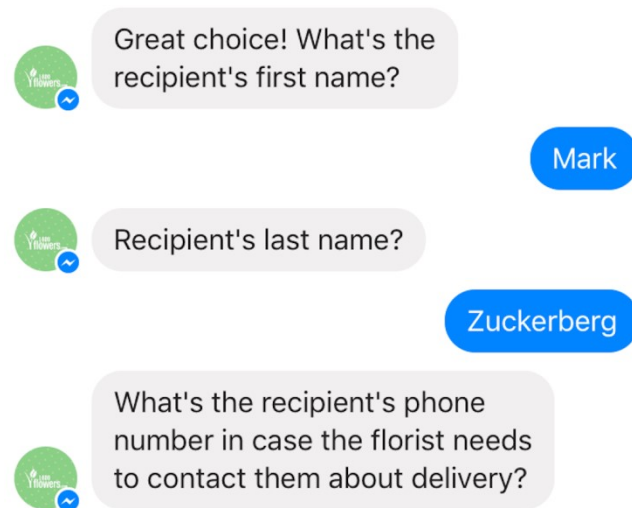 Great choice! What's the
recipient's first name?
Mark
Recipient's last name?
flowers
Zuckerberg
What's the recipient's phone
number in case the florist needs
to contact them about delivery?